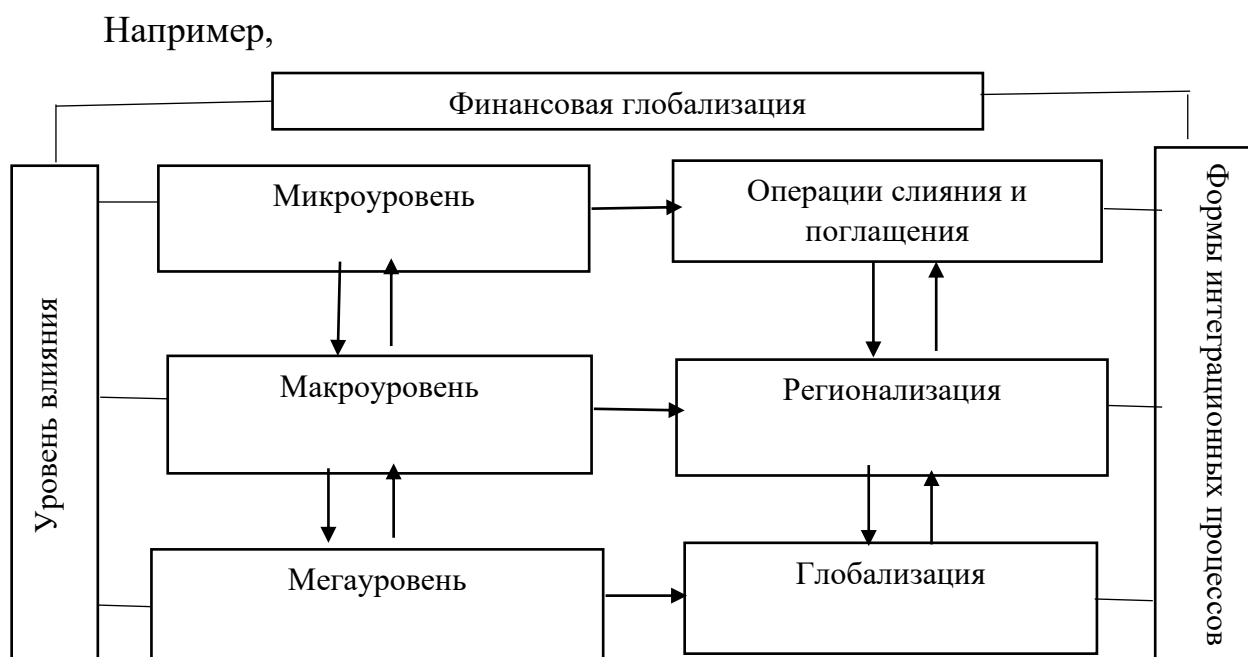 Например,
Финансовая глобализация
Уровень влияния
Микроуровень
Операции слияния и
поглащения
Формы интеграционных процессов
Макроуровень
Регионализация
Мегауровень
Глобализация